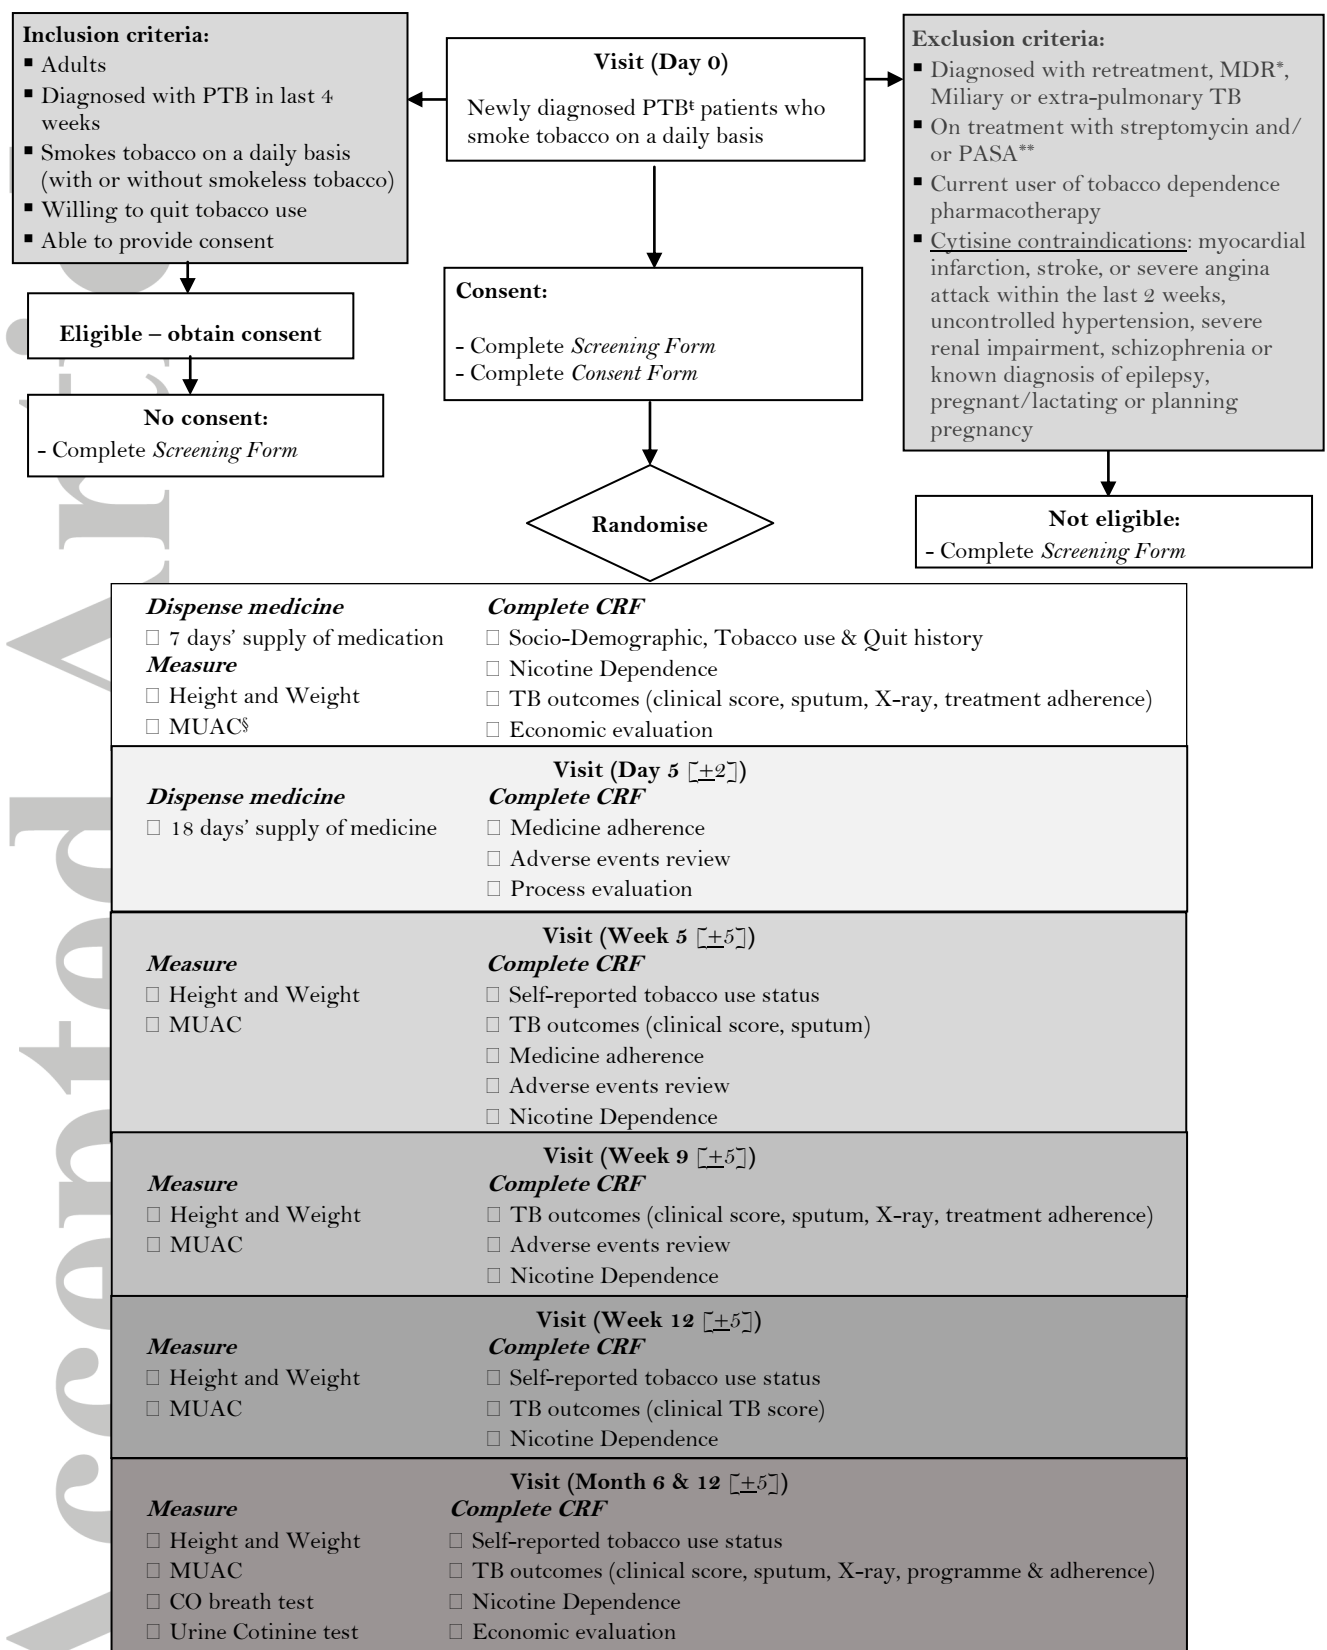 Inclusion criteria:
▪ Adults
▪ Diagnosed with PTB in last 4
weeks
▪ Smokes tobacco on a daily basis
(with or without smokeless tobacco)
▪ Willing to quit tobacco use
▪ Able to provide consent
Visit (Day 0)
Newly diagnosed PTBŧ patients who
smoke tobacco on a daily basis
Exclusion criteria:
▪ Diagnosed with retreatment, MDR*,
Miliary or extra-pulmonary TB
▪ On treatment with streptomycin and/
or PASA**
▪ Current user of tobacco dependence
pharmacotherapy
▪ Cytisine contraindications: myocardial
infarction, stroke, or severe angina
attack within the last 2 weeks,
uncontrolled hypertension, severe
renal impairment, schizophrenia or
known diagnosis of epilepsy,
pregnant/lactating or planning
pregnancy
Eligible – obtain consent
No consent:
- Complete Screening Form
Consent:
- Complete Screening Form
- Complete Consent Form
Not eligible:
- Complete Screening Form
Randomise
Dispense medicine
□ 7 days’ supply of medication
Measure
□ Height and Weight
□ MUAC§
Complete CRF
□ Socio-Demographic, Tobacco use & Quit history
□ Nicotine Dependence
□ TB outcomes (clinical score, sputum, X-ray, treatment adherence)
□ Economic evaluation
Visit (Day 5 [+2])
Dispense medicine
□ 18 days’ supply of medicine
Complete CRF
□ Medicine adherence
□ Adverse events review
□ Process evaluation
Visit (Week 5 [+5])
Measure
□ Height and Weight
□ MUAC
Complete CRF
□ Self-reported tobacco use status
□ TB outcomes (clinical score, sputum)
□ Medicine adherence
□ Adverse events review
□ Nicotine Dependence
Visit (Week 9 [+5])
Measure
□ Height and Weight
□ MUAC
Complete CRF
□ TB outcomes (clinical score, sputum, X-ray, treatment adherence)
□ Adverse events review
□ Nicotine Dependence
Visit (Week 12 [+5])
Measure
□ Height and Weight
□ MUAC
Complete CRF
□ Self-reported tobacco use status
□ TB outcomes (clinical TB score)
□ Nicotine Dependence
Visit (Month 6 & 12 [+5])
Measure
□ Height and Weight
□ MUAC
□ CO breath test
□ Urine Cotinine test
Complete CRF
□ Self-reported tobacco use status
□ TB outcomes (clinical score, sputum, X-ray, programme & adherence)
□ Nicotine Dependence
□ Economic evaluation